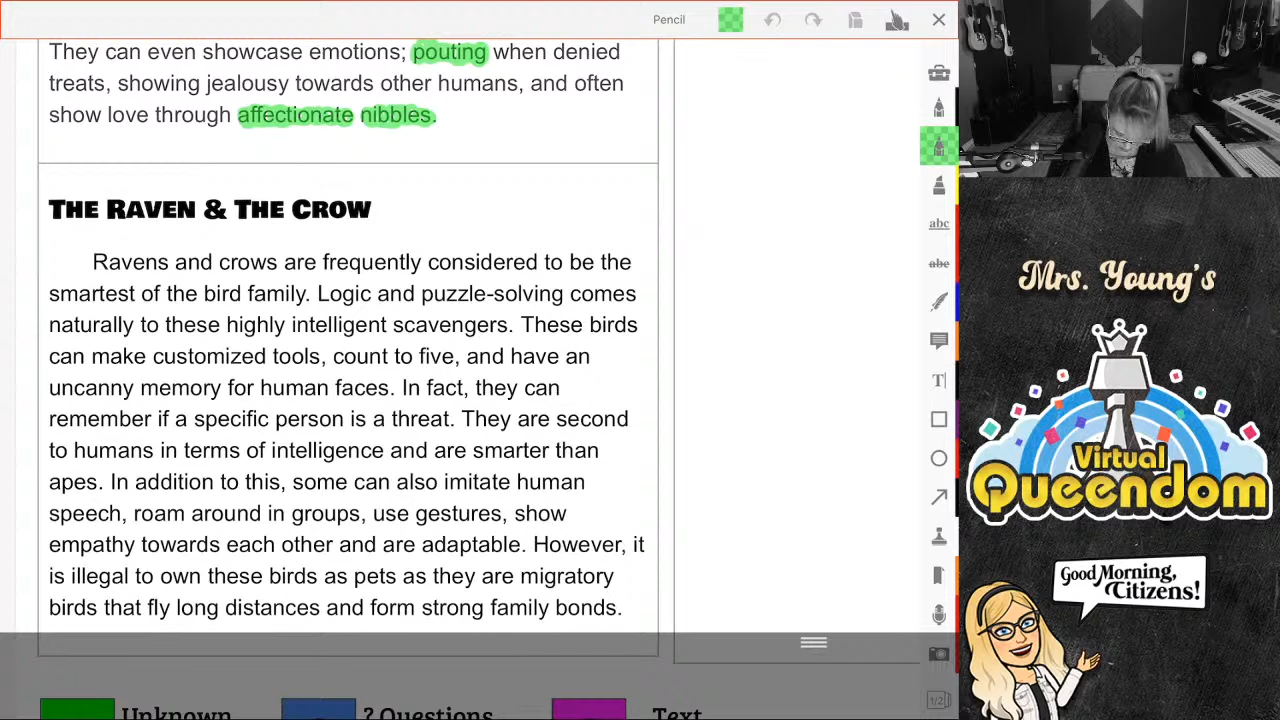 Pencil
They can even showcase emotions; pouting when denied
treats, showing jealousy towards other humans, and often
show love through affectionate nibbles.
The Raven & The Crow
Ravens and crows are frequently considered to be the
smartest of the bird family. Logic and puzzle-solving comes
naturally to these highly intelligent scavengers. These birds
can make customized tools, count to five, and have an
uncanny memory for human faces. In fact, they can
remember if a specific person is a threat. They are second
to humans in terms of intelligence and are smarter than
apes. In addition to this, some can also imitate human
speech, roam around in groups, use gestures, show
empathy towards each other and are adaptable. However, it
is illegal to own these birds as pets as they are migratory
birds that fly long distances and form strong family bonds.
Unknown
? Questions
Text
abc
abc
T
1/2
Mrs. Young's
Virtual
Queendom
Good Morning,
Citizens!